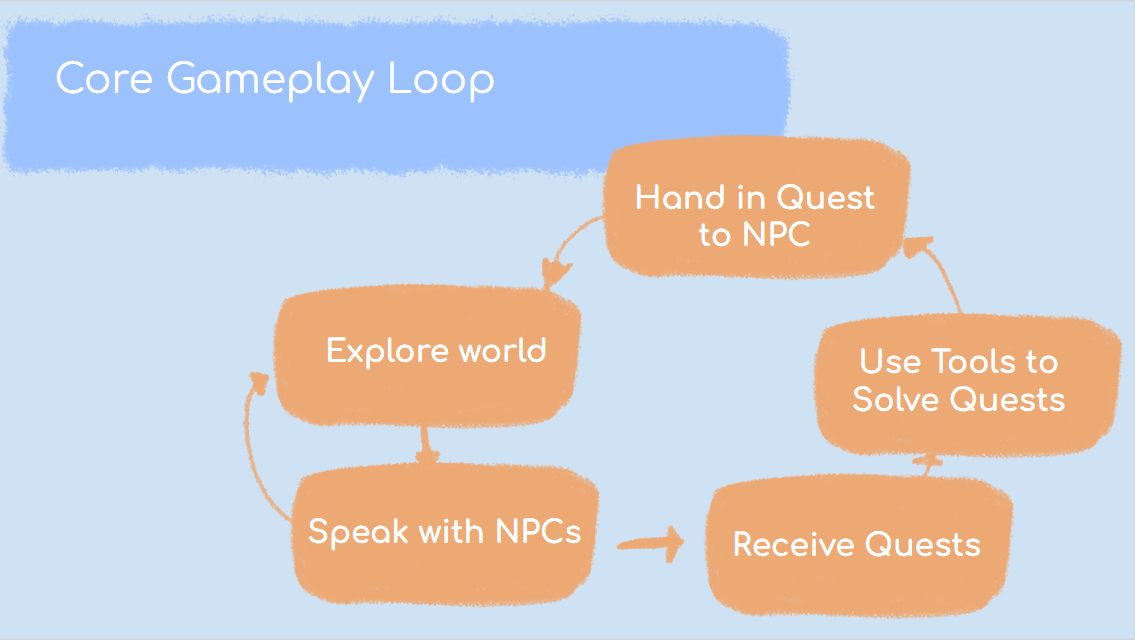 Core Gameplay Loop
Hand in Quest
to NPC
Explore world
Use Tools to
Solve Quests
Speak with NPCs
Receive Quests